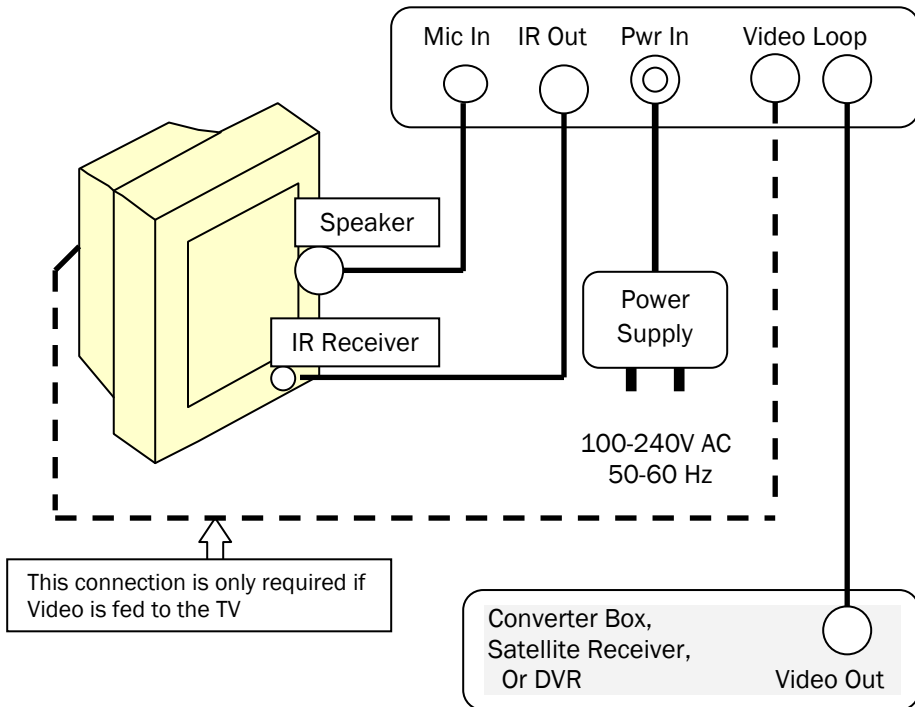 Mic In IR Out Pwr In Video Loop
Speaker
IR Receiver
Power
Supply
100-240V AC
50-60 Hz
This connection is only required if
Video is fed to the TV
Converter Box,
Satellite Receiver,
Or DVR
Video Out